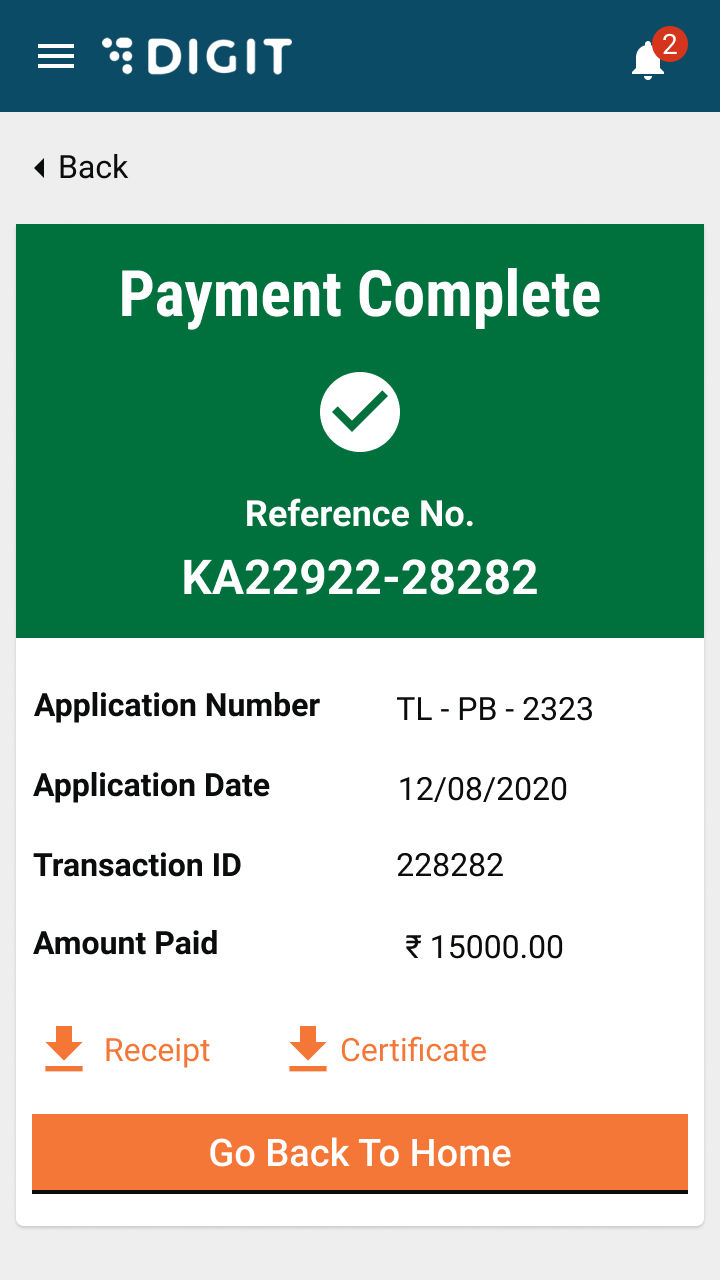 DIGIT
2
Back
Payment Complete
Reference No.
KA22922-28282
Application Number TL - PB - 2323
Application Date 12/08/2020
Transaction ID 228282
Amount Paid ₹ 15000.00
Receipt Certificate
Go Back To Home